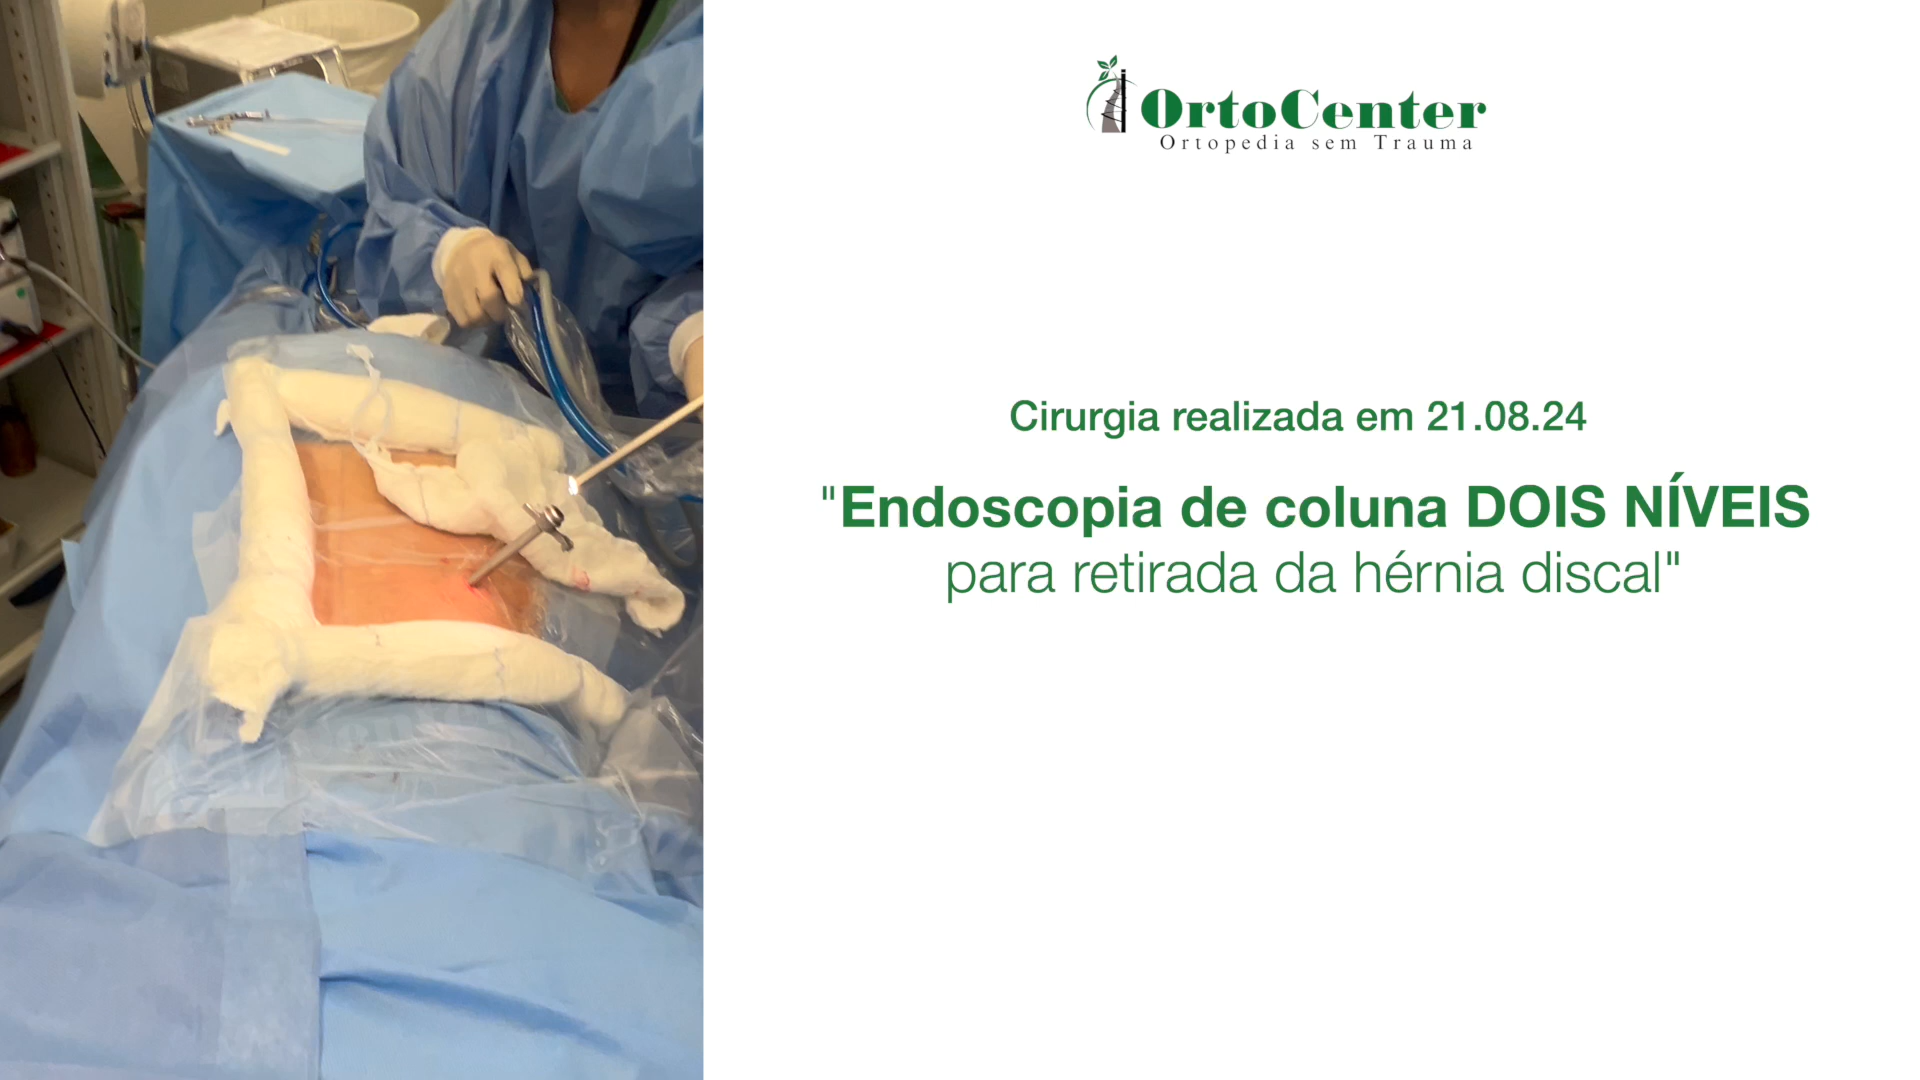 OrtoCenter
Ortopedia sem Trauma
Cirurgia realizada em 21.08.24
"Endoscopia de coluna DOIS NÍVEIS
para retirada da hérnia discal"